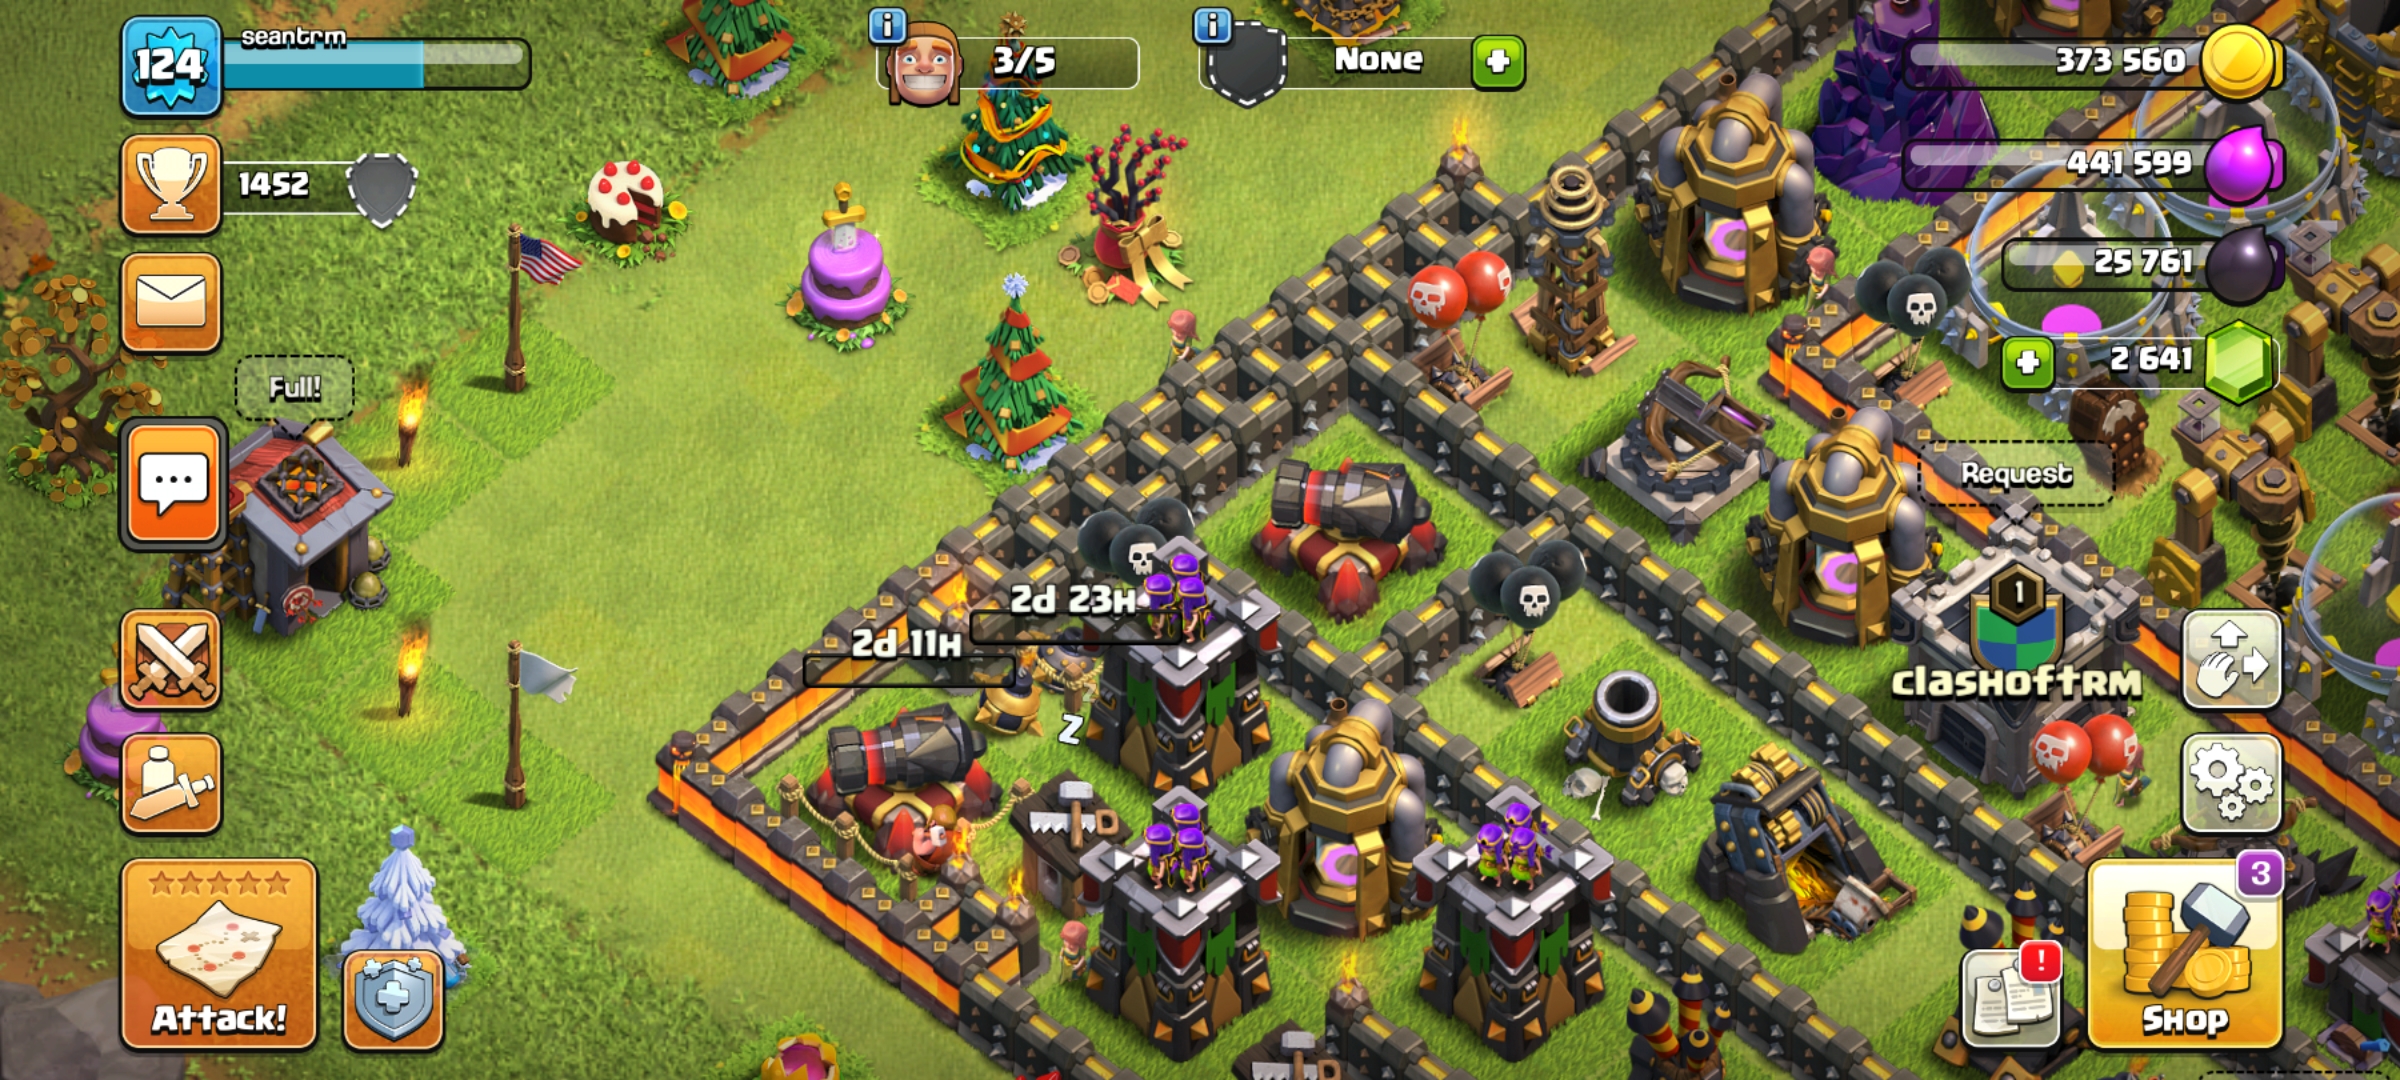 124
seantrm
3/5
None
373 560
1452
441 599
25 761
2 641
Full!
Request
1
clashoftrm
2d 23H
2d 11H
Z
Attack!
3
!
Shop